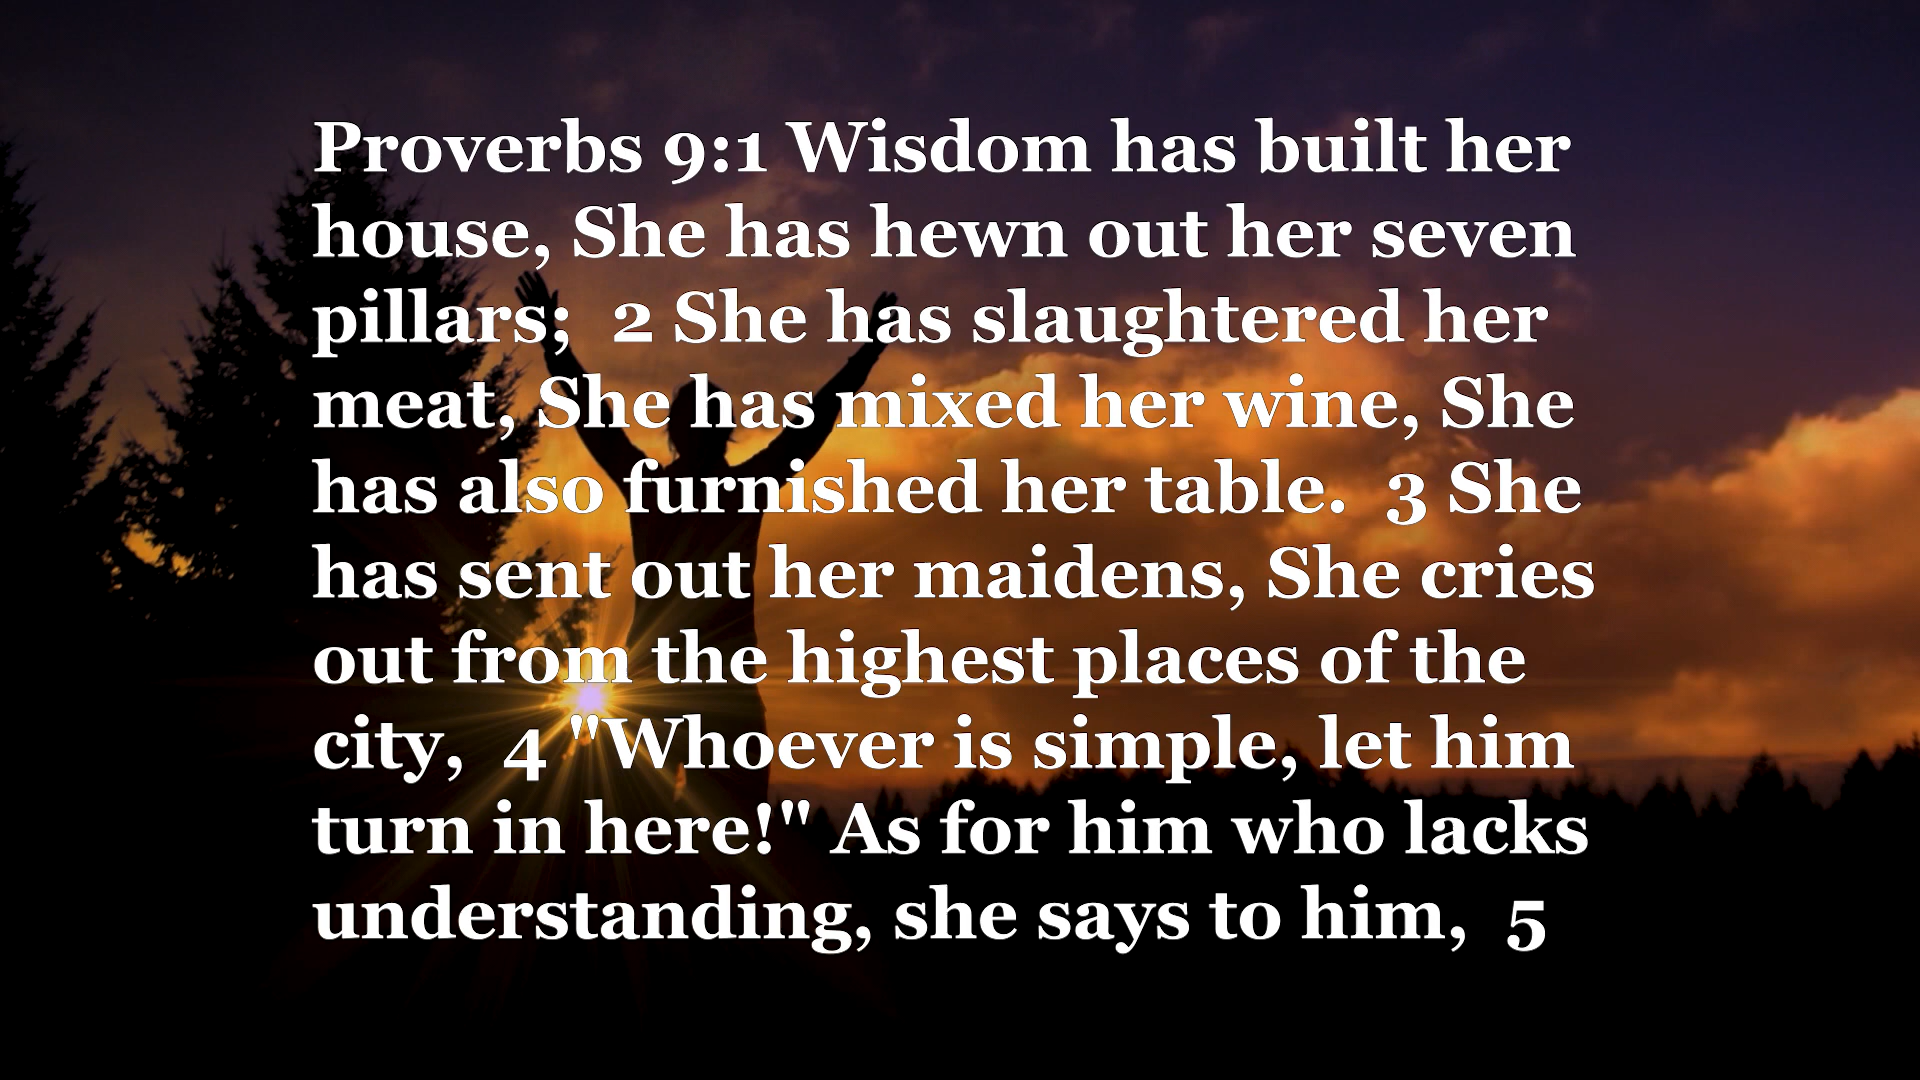 Proverbs 9:1 Wisdom has built her
house, She has hewn out her seven
pillars;  2 She has slaughtered her
meat, She has mixed her wine, She
has also furnished her table.  3 She
has sent out her maidens, She cries
out from the highest places of the
city,  4 "Whoever is simple, let him
turn in here!" As for him who lacks
understanding, she says to him,  5